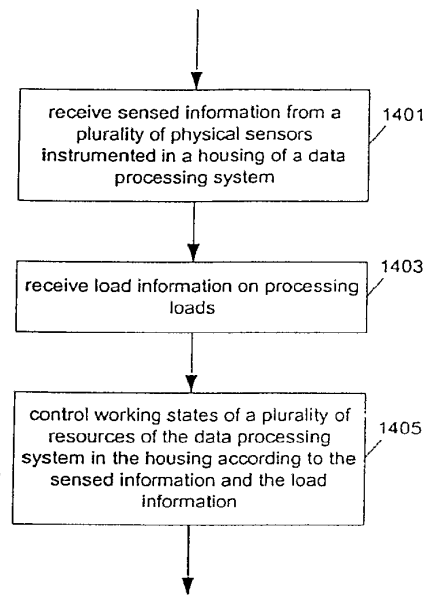 receive sensed information from a
plurality of physical sensors
instrumented in a housing of a data
processing system
1401
receive load information on processing
loads
1403
control working states of a plurality of
resources of the data processing
system in the housing according to the
sensed information and the load
information
1405